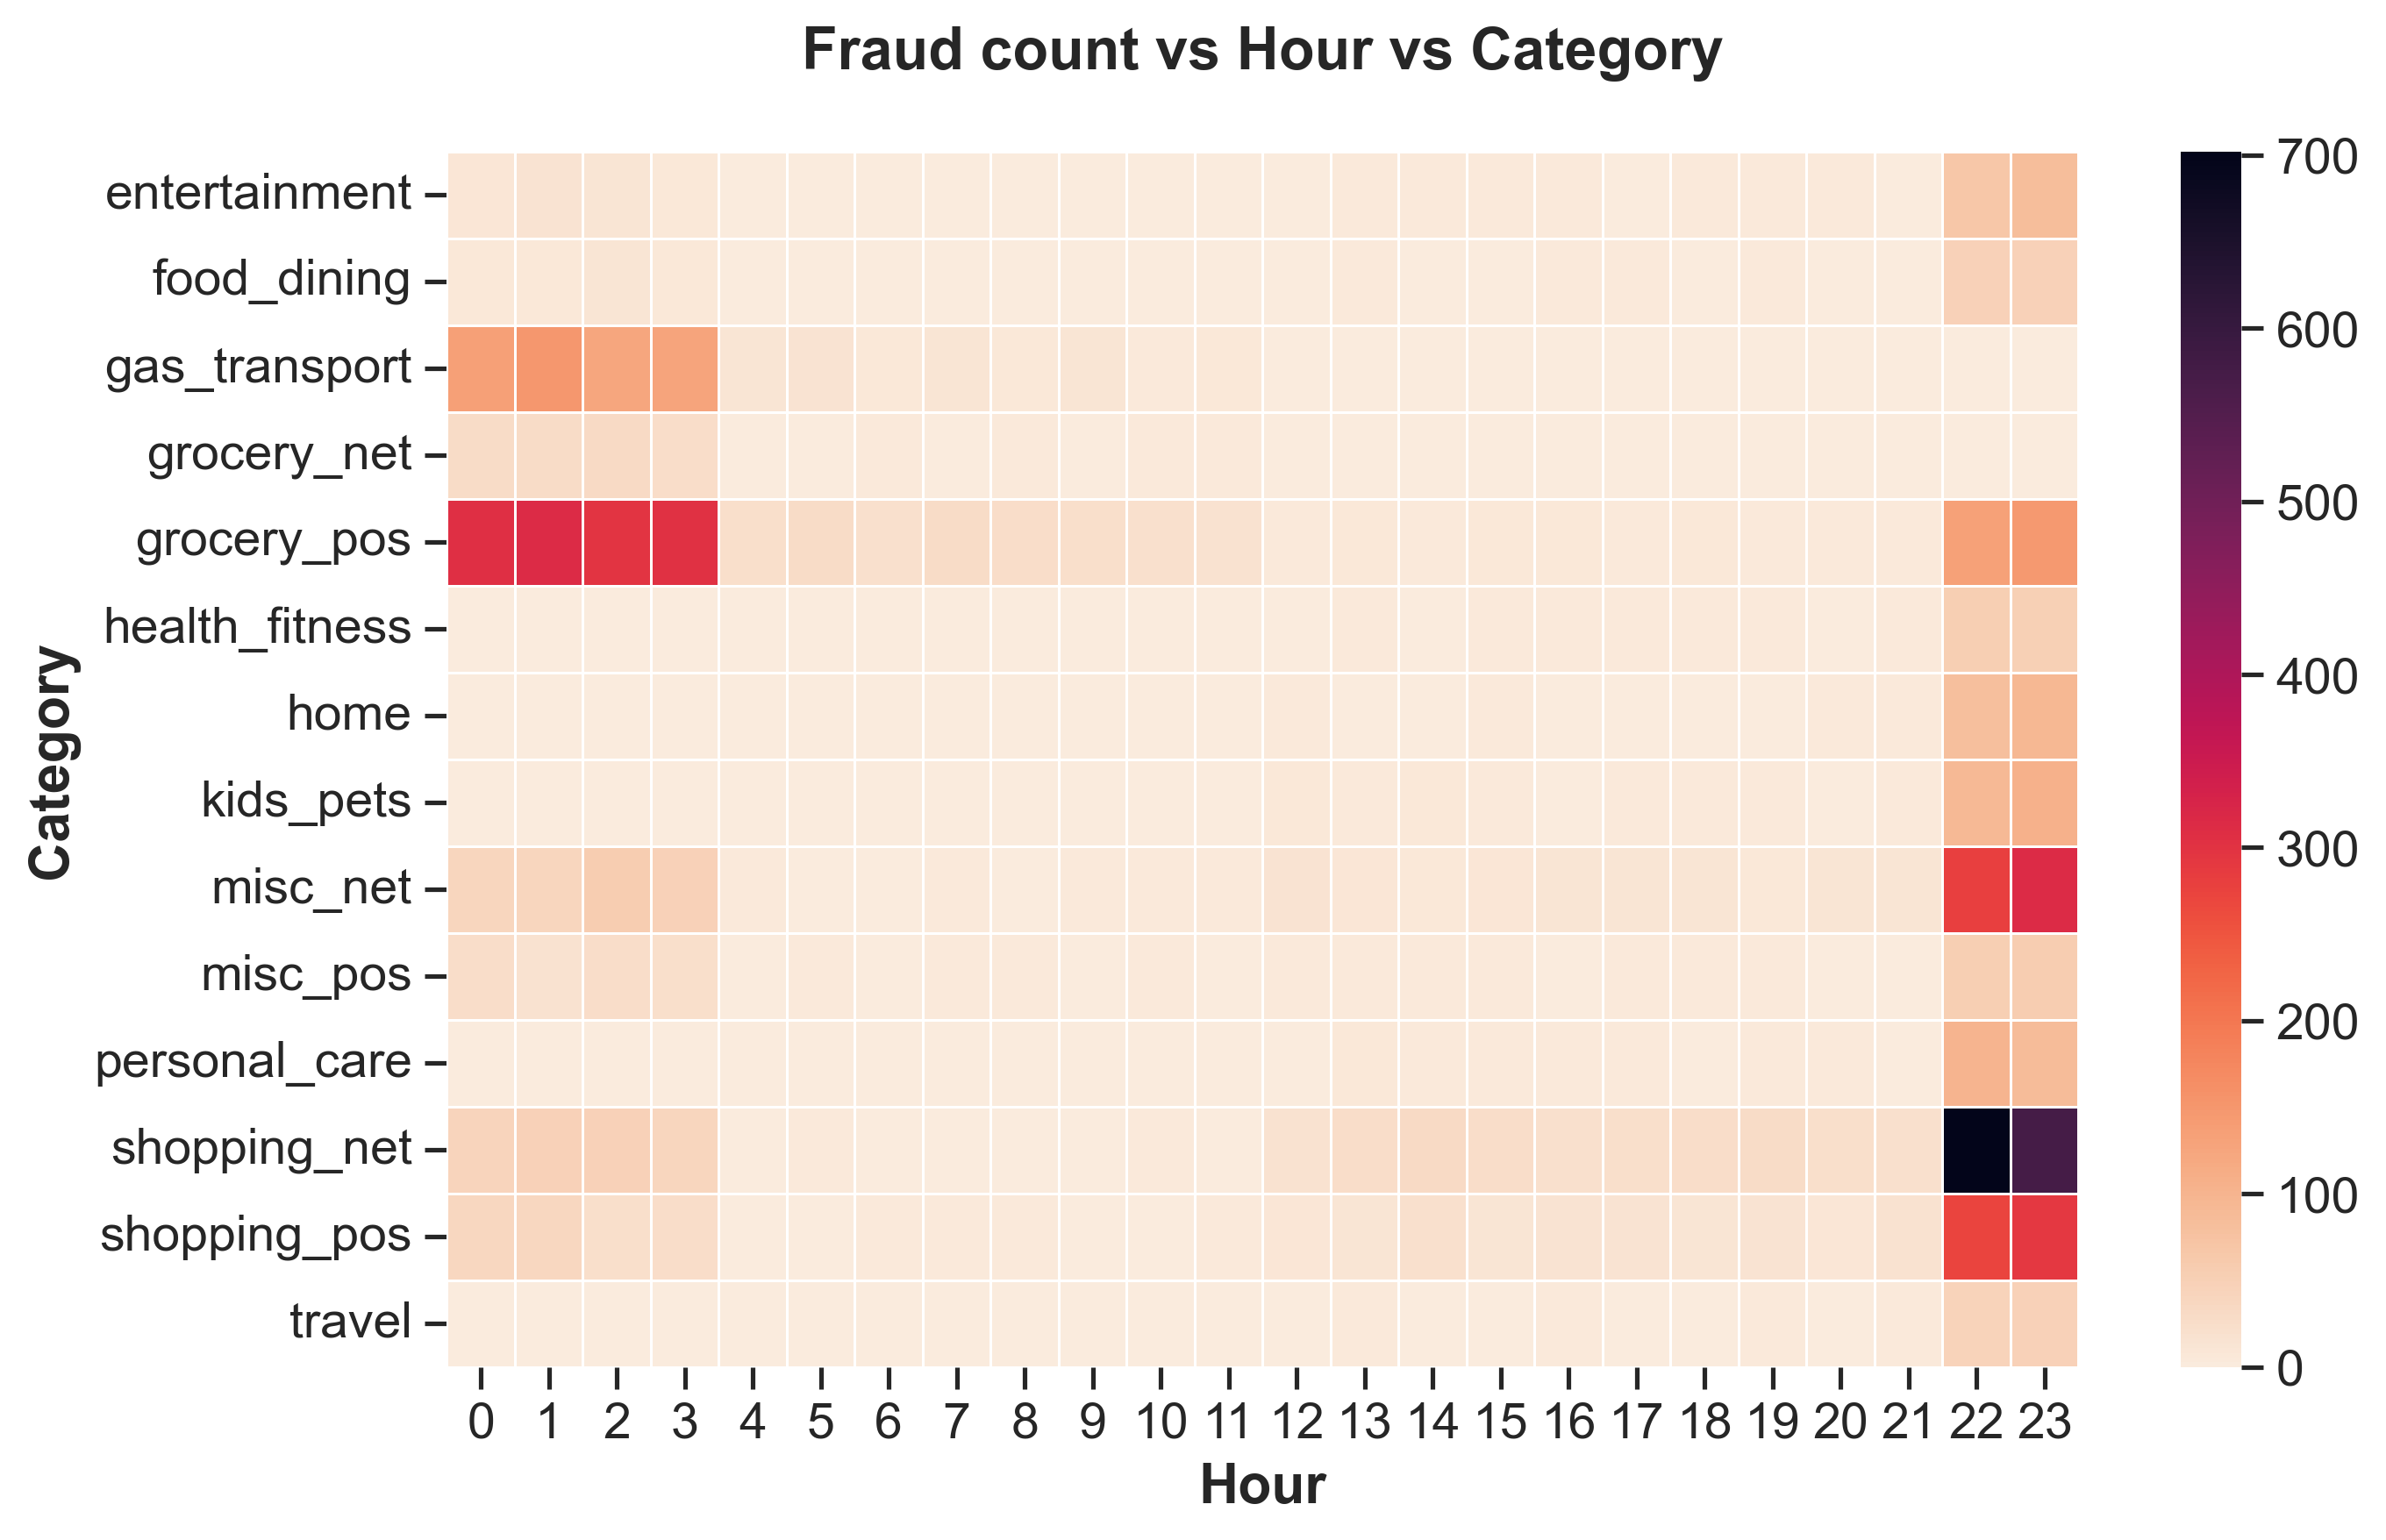 Fraud count vs Hour vs Category
Category
entertainment
food_dining
gas_transport
grocery_net
grocery_pos
health_fitness
home
kids_pets
misc_net
misc_pos
personal_care
shopping_net
shopping_pos
travel
0 1 2 3 4 5 6 7 8 9 10 11 12 13 14 15 16 17 18 19 20 21 22 23
Hour
700
600
500
400
300
200
100
0